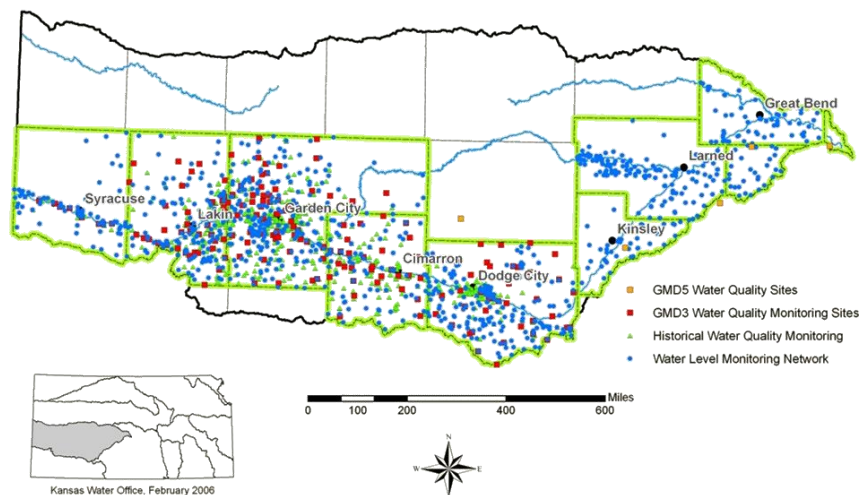 Great Bend
Larned
Syracuse
Lakin
Garden City
Kinsley
Cimarron
Dodge City
GMD5 Water Quality Sites
GMD3 Water Quality Monitoring Sites
Historical Water Quality Monitoring
Water Level Monitoring Network
Miles
0 100 200 400 600
N
W E
S
Kansas Water Office, February 2006